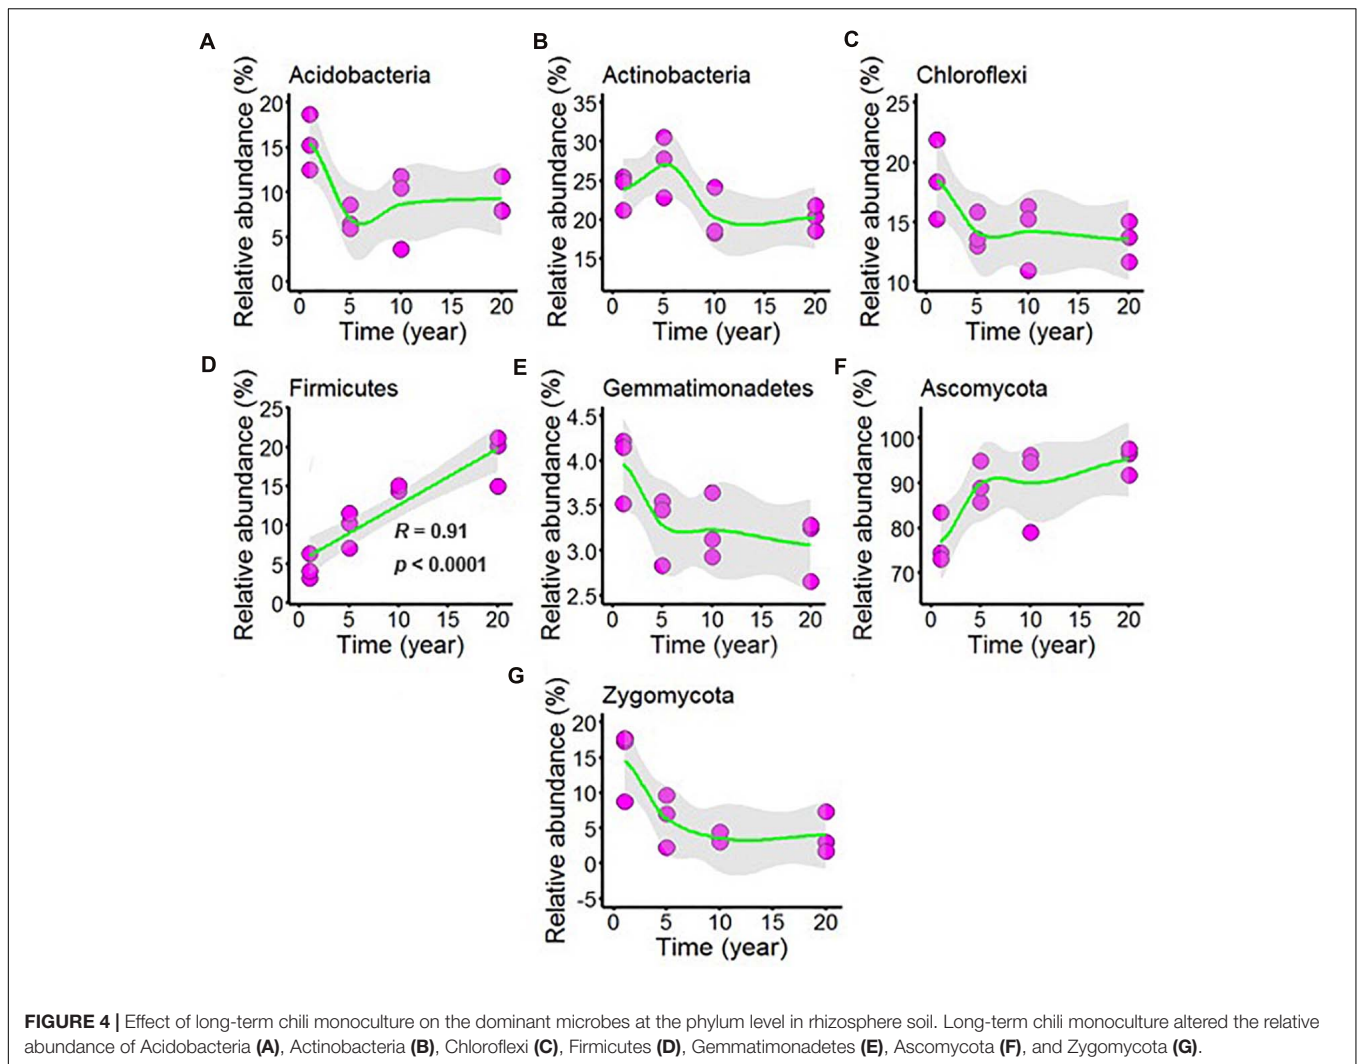 A
Acidobacteria
Relative abundance (%)
20
15
10
5
0
0 5 10 15 20
Time (year)
B
Actinobacteria
Relative abundance (%)
35
30
25
20
15
0 5 10 15 20
Time (year)
C
Chloroflexi
Relative abundance (%)
25
20
15
10
0 5 10 15 20
Time (year)
D
Firmicutes
Relative abundance (%)
25
20
15
10
5
0
R = 0.91
p < 0.0001
0 5 10 15 20
Time (year)
E
Gemmatimonadetes
Relative abundance (%)
4.5
4.0
3.5
3.0
2.5
0 5 10 15 20
Time (year)
F
Ascomycota
Relative abundance (%)
100
90
80
70
0 5 10 15 20
Time (year)
G
Zygomycota
Relative abundance (%)
20
15
10
5
0
-5
0 5 10 15 20
Time (year)
FIGURE 4 | Effect of long-term chili monoculture on the dominant microbes at the phylum level in rhizosphere soil. Long-term chili monoculture altered the relative
abundance of Acidobacteria (A), Actinobacteria (B), Chloroflexi (C), Firmicutes (D), Gemmatimonadetes (E), Ascomycota (F), and Zygomycota (G).